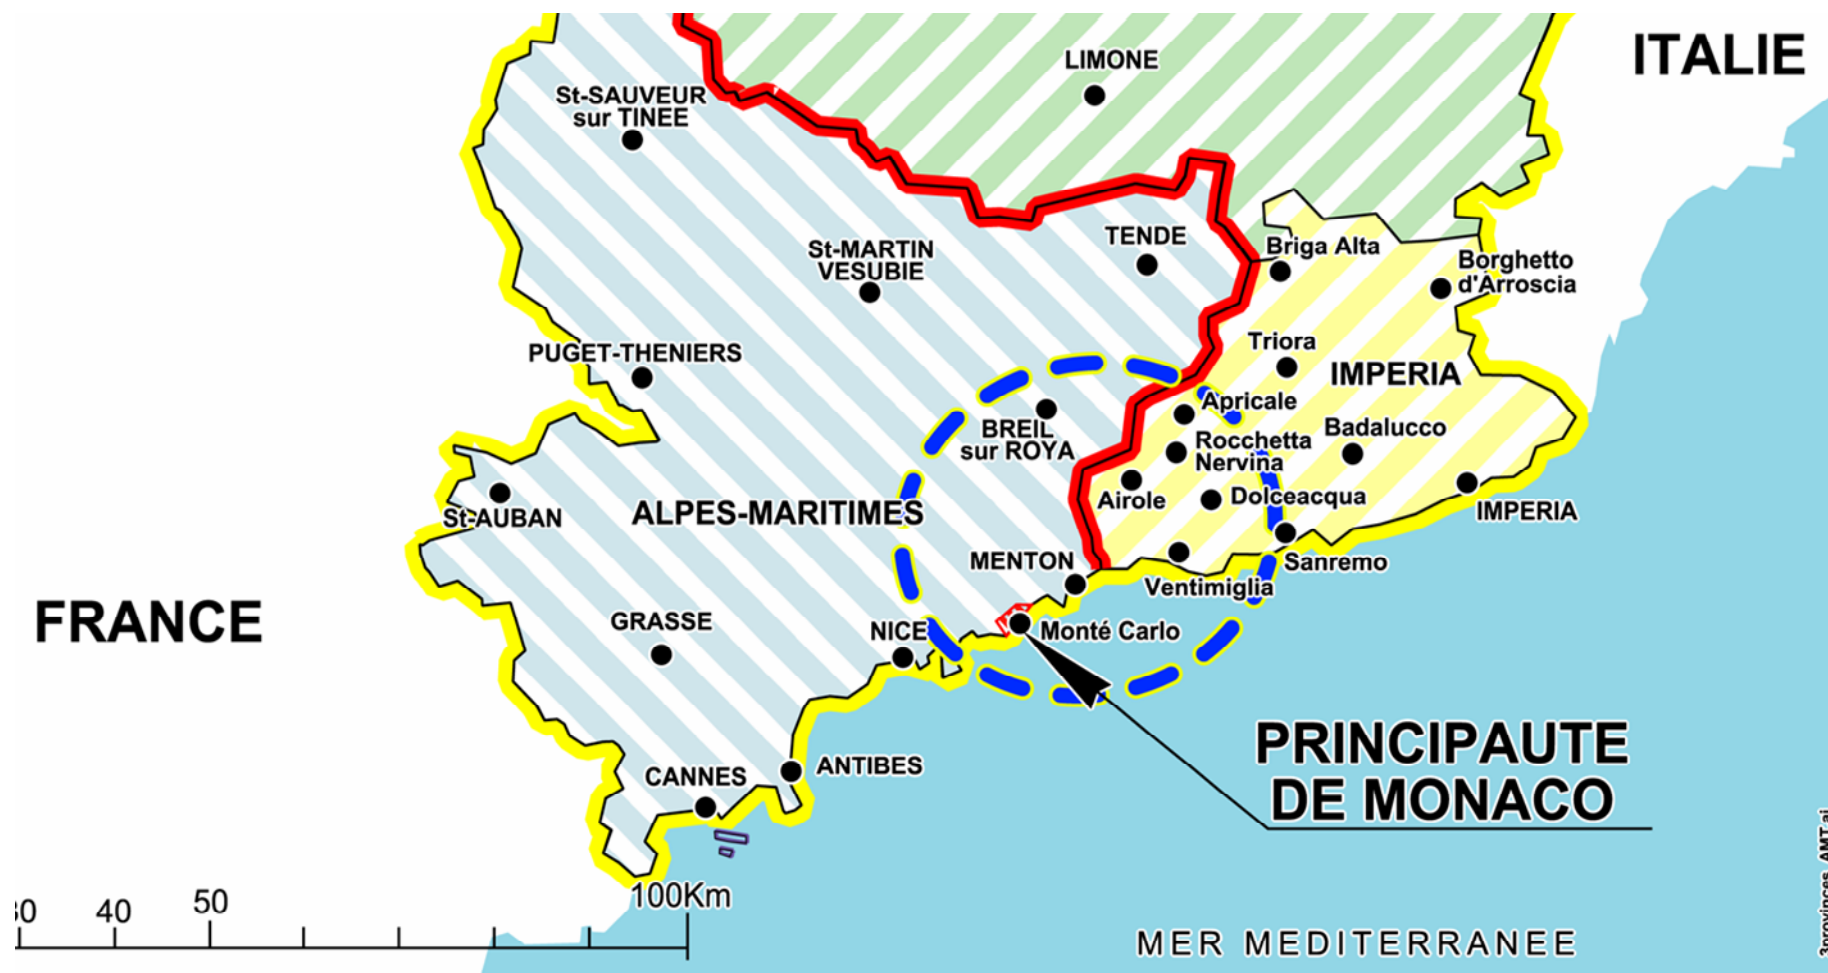 ITALIE
LIMONE
St-SAUVEUR
sur TINEE
TENDE
St-MARTIN
VESUBIE
Briga Alta
Borghetto
d'Arroscia
Triora
PUGET-THENIERS
IMPERIA
Apricale
BREIL
sur ROYA
Rocchetta
Nervina
Badalucco
Airole
Dolceacqua
St-AUBAN
ALPES-MARITIMES
IMPERIA
MENTON
Sanremo
Ventimiglia
FRANCE
GRASSE
NICE
Monté Carlo
PRINCIPAUTE
DE MONACO
CANNES
ANTIBES
40
50
100Km
MER MEDITERRANEE
3provinces_AMT.ai